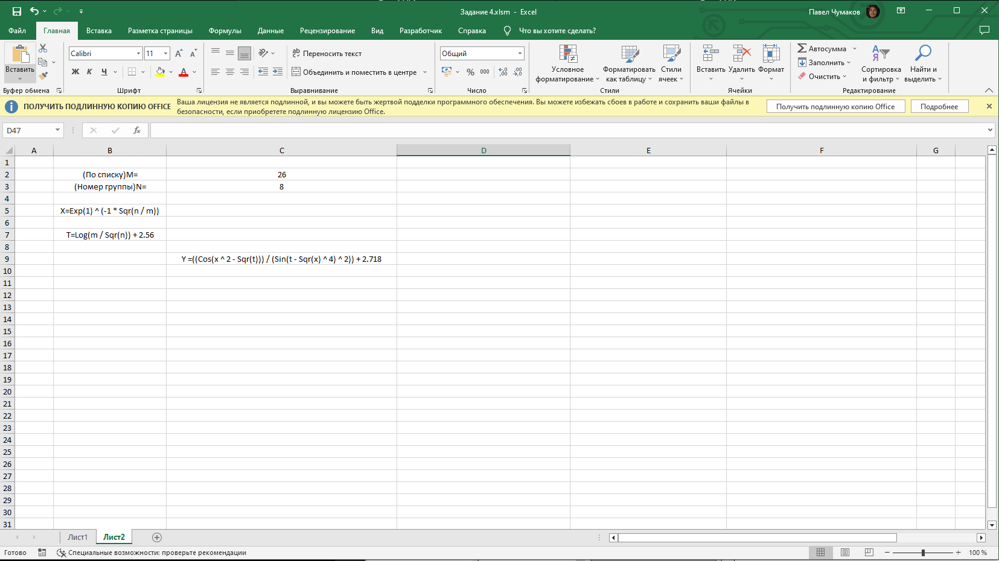 Задание 4.xlsm - Excel
Павел Чумаков
Файл Главная Вставка Разметка страницы Формулы Данные Рецензирование Вид Разработчик Справка Что вы хотите сделать?
Вставить
Буфер обмена
Calibri 11
Ж К Ч
Шрифт
Переносить текст
Объединить и поместить в центре
Выравнивание
Общий
% 000
Число
Условное форматирование
Форматировать как таблицу
Стили ячеек
Стили
Вставить Удалить Формат
Ячейки
Автосумма
Заполнить
Очистить
Сортировка и фильтр
Найти и выделить
Редактирование
ПОЛУЧИТЬ ПОДЛИННУЮ КОПИЮ OFFICE
Ваша лицензия не является подлинной, и вы можете быть жертвой подделки программного обеспечения. Вы можете избежать сбоев в работе и сохранить ваши файлы в
безопасности, если приобретете подлинную лицензию Office.
Получить подлинную копию Office
Подробнее
D47
fx
A B C D E F G
1
2 (По списку)M= 26
3 (Номер группы)N= 8
4
5 X=Exp(1) ^ (-1 * Sqr(n / m))
6
7 T=Log(m / Sqr(n)) + 2.56
8
9 Y =((Cos(x ^ 2 - Sqr(t))) / (Sin(t - Sqr(x) ^ 4) ^ 2)) + 2.718
10
11
12
13
14
15
16
17
18
19
20
21
22
23
24
25
26
27
28
29
30
31
Лист1 Лист2
Готово
Специальные возможности: проверьте рекомендации
100 %